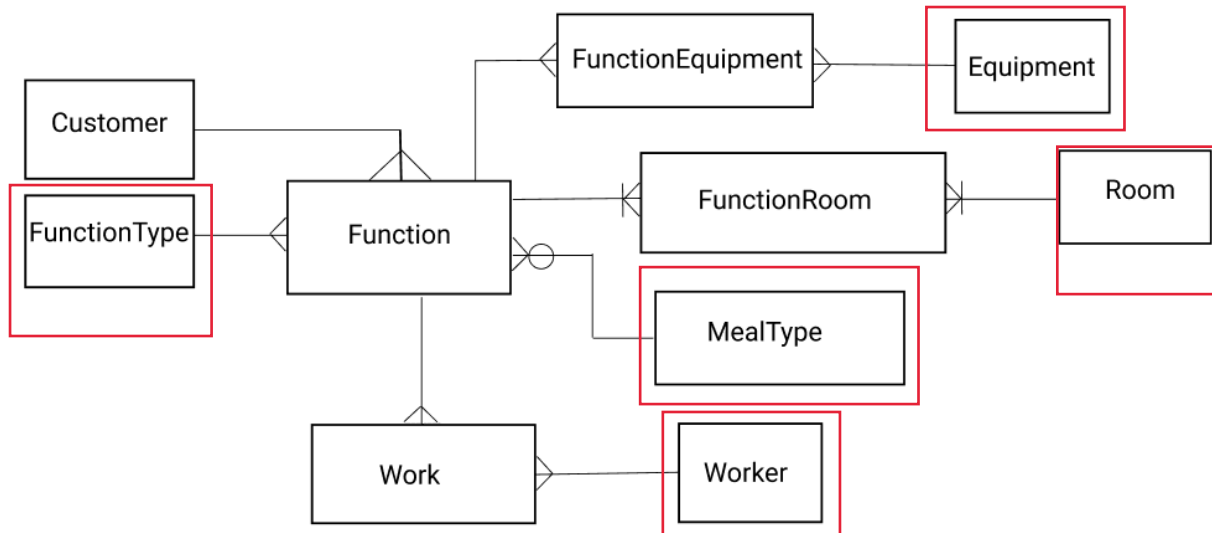 FunctionEquipment
Equipment
Customer
FunctionType
Function
FunctionRoom
Room
MealType
Work
Worker